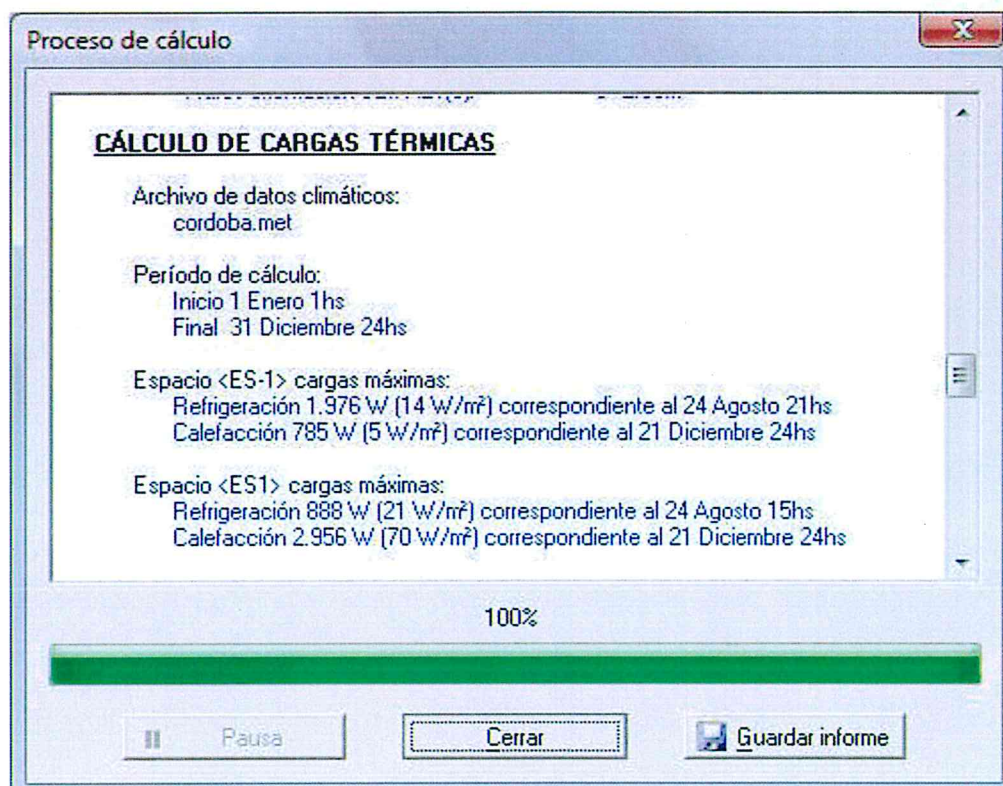 Proceso de cálculo
CÁLCULO DE CARGAS TÉRMICAS
Archivo de datos climáticos:
cordoba.met
Período de cálculo:
Inicio 1 Enero 1hs
Final 31 Diciembre 24hs
Espacio <ES-1> cargas máximas:
Refrigeración 1.976 W (14 W/m²) correspondiente al 24 Agosto 21hs
Calefacción 785 W (5 W/m²) correspondiente al 21 Diciembre 24hs
Espacio <ES1> cargas máximas:
Refrigeración 888 W (21 W/m²) correspondiente al 24 Agosto 15hs
Calefacción 2.956 W (70 W/m²) correspondiente al 21 Diciembre 24hs
100%
Pausa
Cerrar
Guardar informe